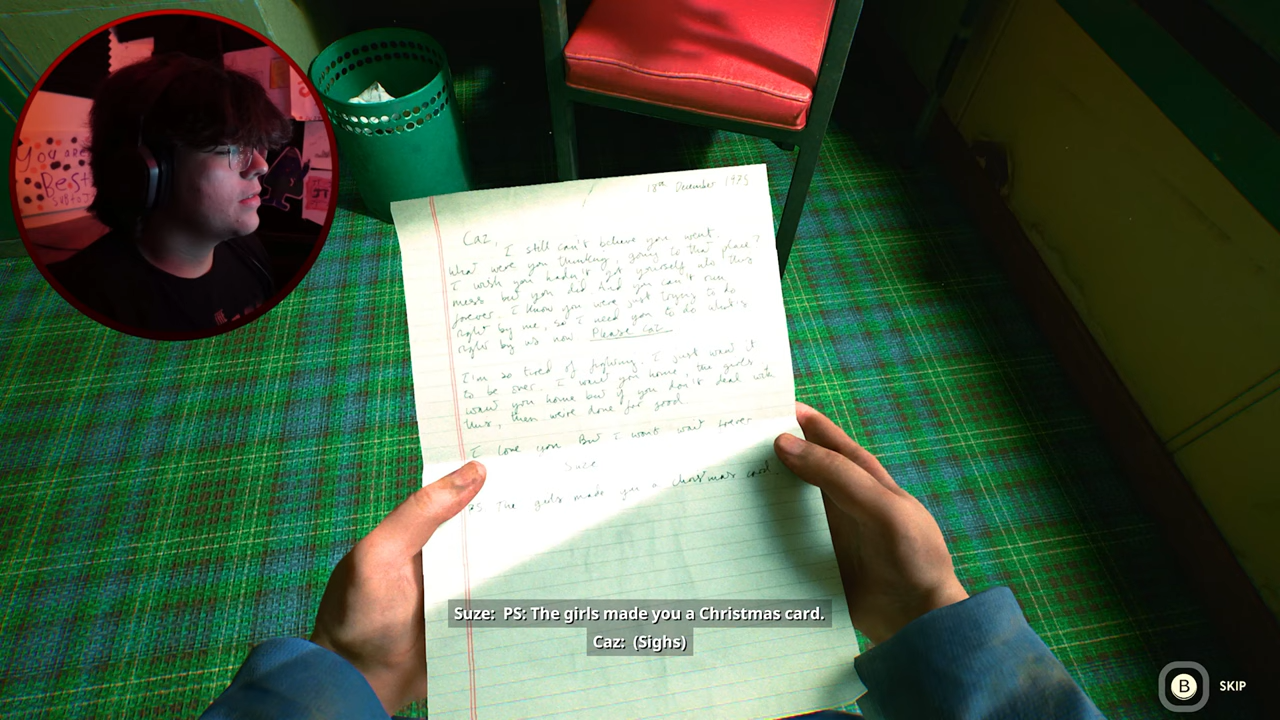 You are
Best
18th December 1975
Caz,
I still can't believe you went.
What were you thinking, going to that place?
I wish you hadn't got yourself into this
mess but you did and you can't run
forever. I know you were just trying to do
right by me, so I need you to do what's
right by us now. Please Caz.
I'm so tired of fighting. I just want it
to be over. I want you home, the girls
want you home but if you don't deal with
this, then we're done for good.
I love you. But I won't wait forever
Suze
PS. The girls made you a Christmas card.
Suze: PS: The girls made you a Christmas card.
Caz: (Sighs)
B SKIP